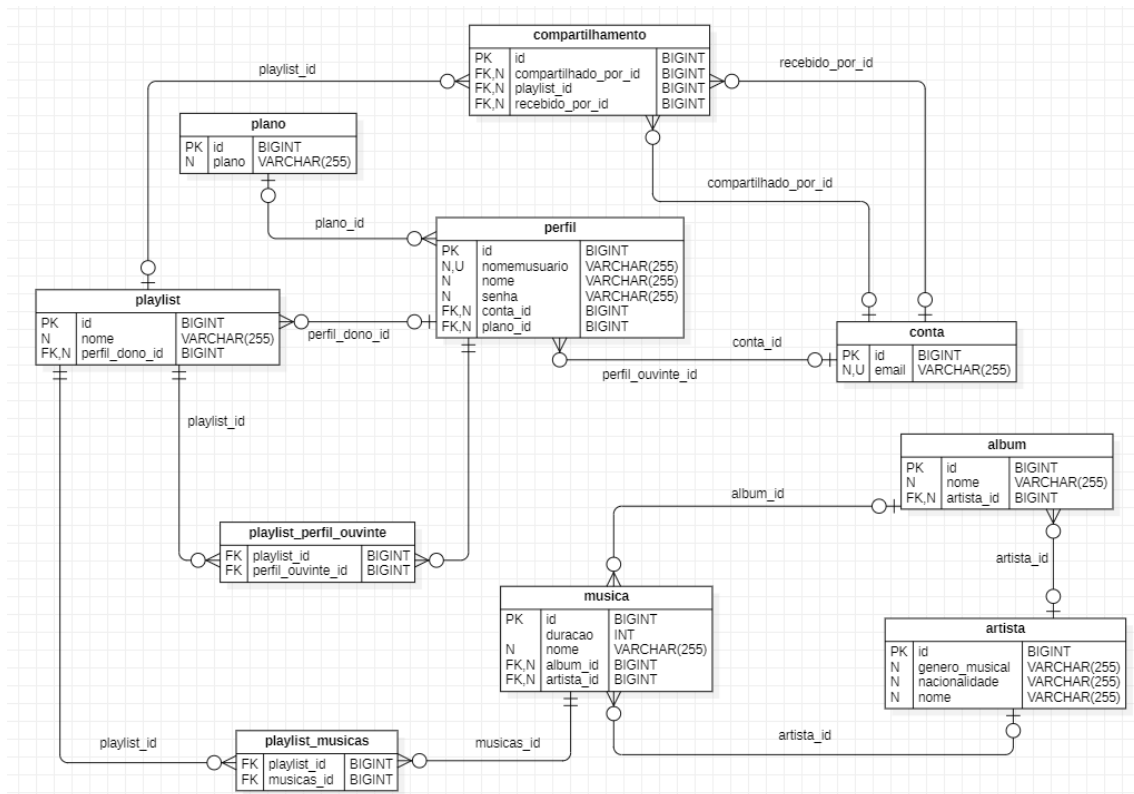 compartilhamento
PK id BIGINT
FK,N compartilhado_por_id BIGINT
FK,N playlist_id BIGINT
FK,N recebido_por_id BIGINT
playlist_id
recebido_por_id
plano
PK id BIGINT
N plano VARCHAR(255)
compartilhado_por_id
plano_id
perfil
PK id BIGINT
N,U nomemusuario VARCHAR(255)
N nome VARCHAR(255)
N senha VARCHAR(255)
FK,N conta_id BIGINT
FK,N plano_id BIGINT
playlist
PK id BIGINT
N nome VARCHAR(255)
FK,N perfil_dono_id BIGINT
perfil_dono_id
conta
PK id BIGINT
N,U email VARCHAR(255)
conta_id
perfil_ouvinte_id
playlist_id
album
PK id BIGINT
N nome VARCHAR(255)
FK,N artista_id BIGINT
album_id
playlist_perfil_ouvinte
FK playlist_id BIGINT
FK perfil_ouvinte_id BIGINT
artista_id
musica
PK id BIGINT
duracao INT
N nome VARCHAR(255)
FK,N album_id BIGINT
FK,N artista_id BIGINT
artista
PK id BIGINT
N genero_musical VARCHAR(255)
N nacionalidade VARCHAR(255)
N nome VARCHAR(255)
artista_id
playlist_id
playlist_musicas
FK playlist_id BIGINT
FK musicas_id BIGINT
musicas_id